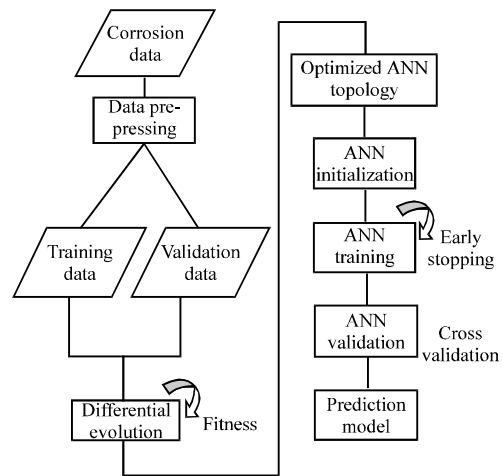 Corrosion
data
Data pre-
pressing
Training
data
Validation
data
Differential
evolution
Fitness
Optimized ANN
topology
ANN
initialization
ANN
training
Early
stopping
ANN
validation
Cross
validation
Prediction
model